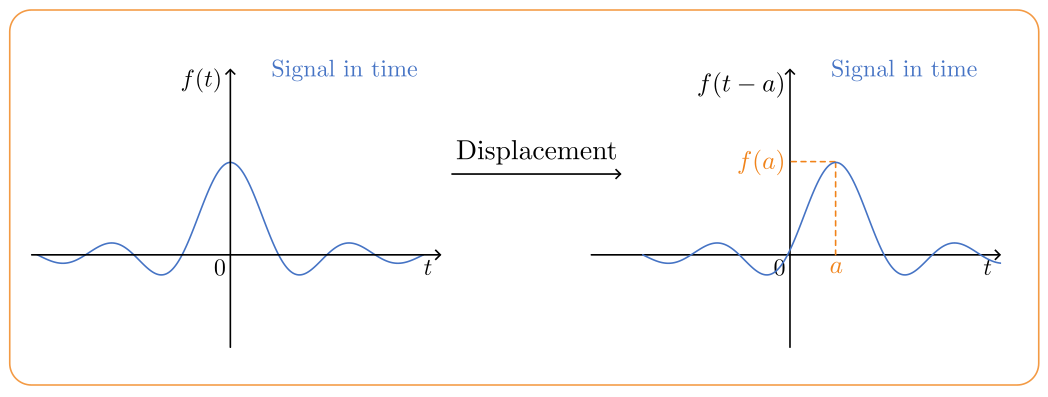 Signal in time
f(t)
0
t
Displacement
Signal in time
f(t − a)
f(a)
0
a
t